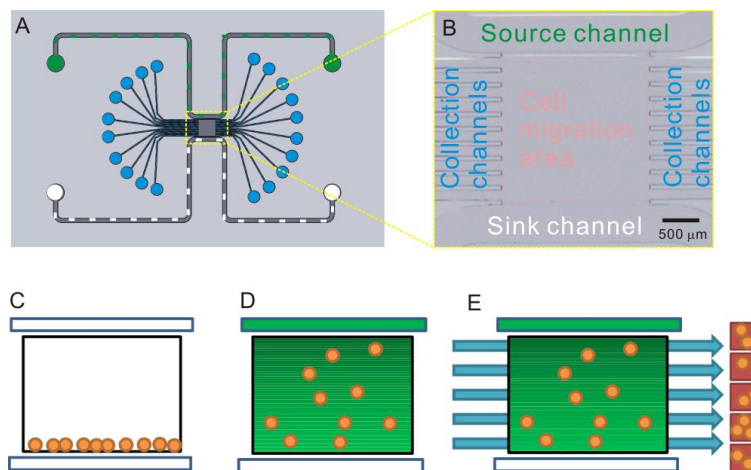 A
B
Source channel
Collection
channels
Cell
migration
area
Collection
channels
Sink channel
500 μm
C
D
E